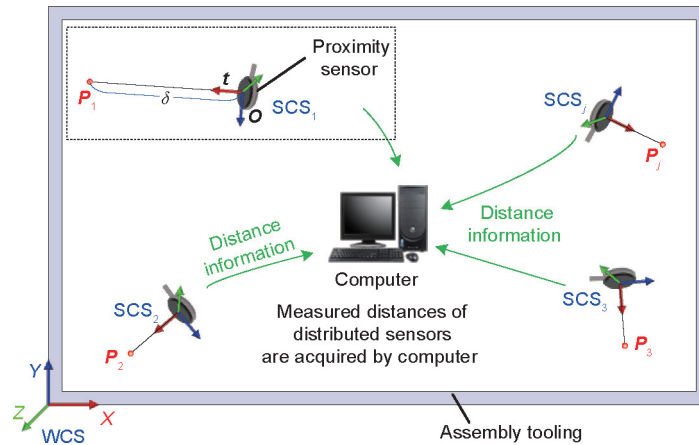 Proximity
sensor
t
P1
δ
O
SCS1
SCSj
Pj
Distance
information
Distance
information
Computer
SCS2
P2
Measured distances of
distributed sensors
are acquired by computer
SCS3
P3
Y
Z
X
WCS
Assembly tooling